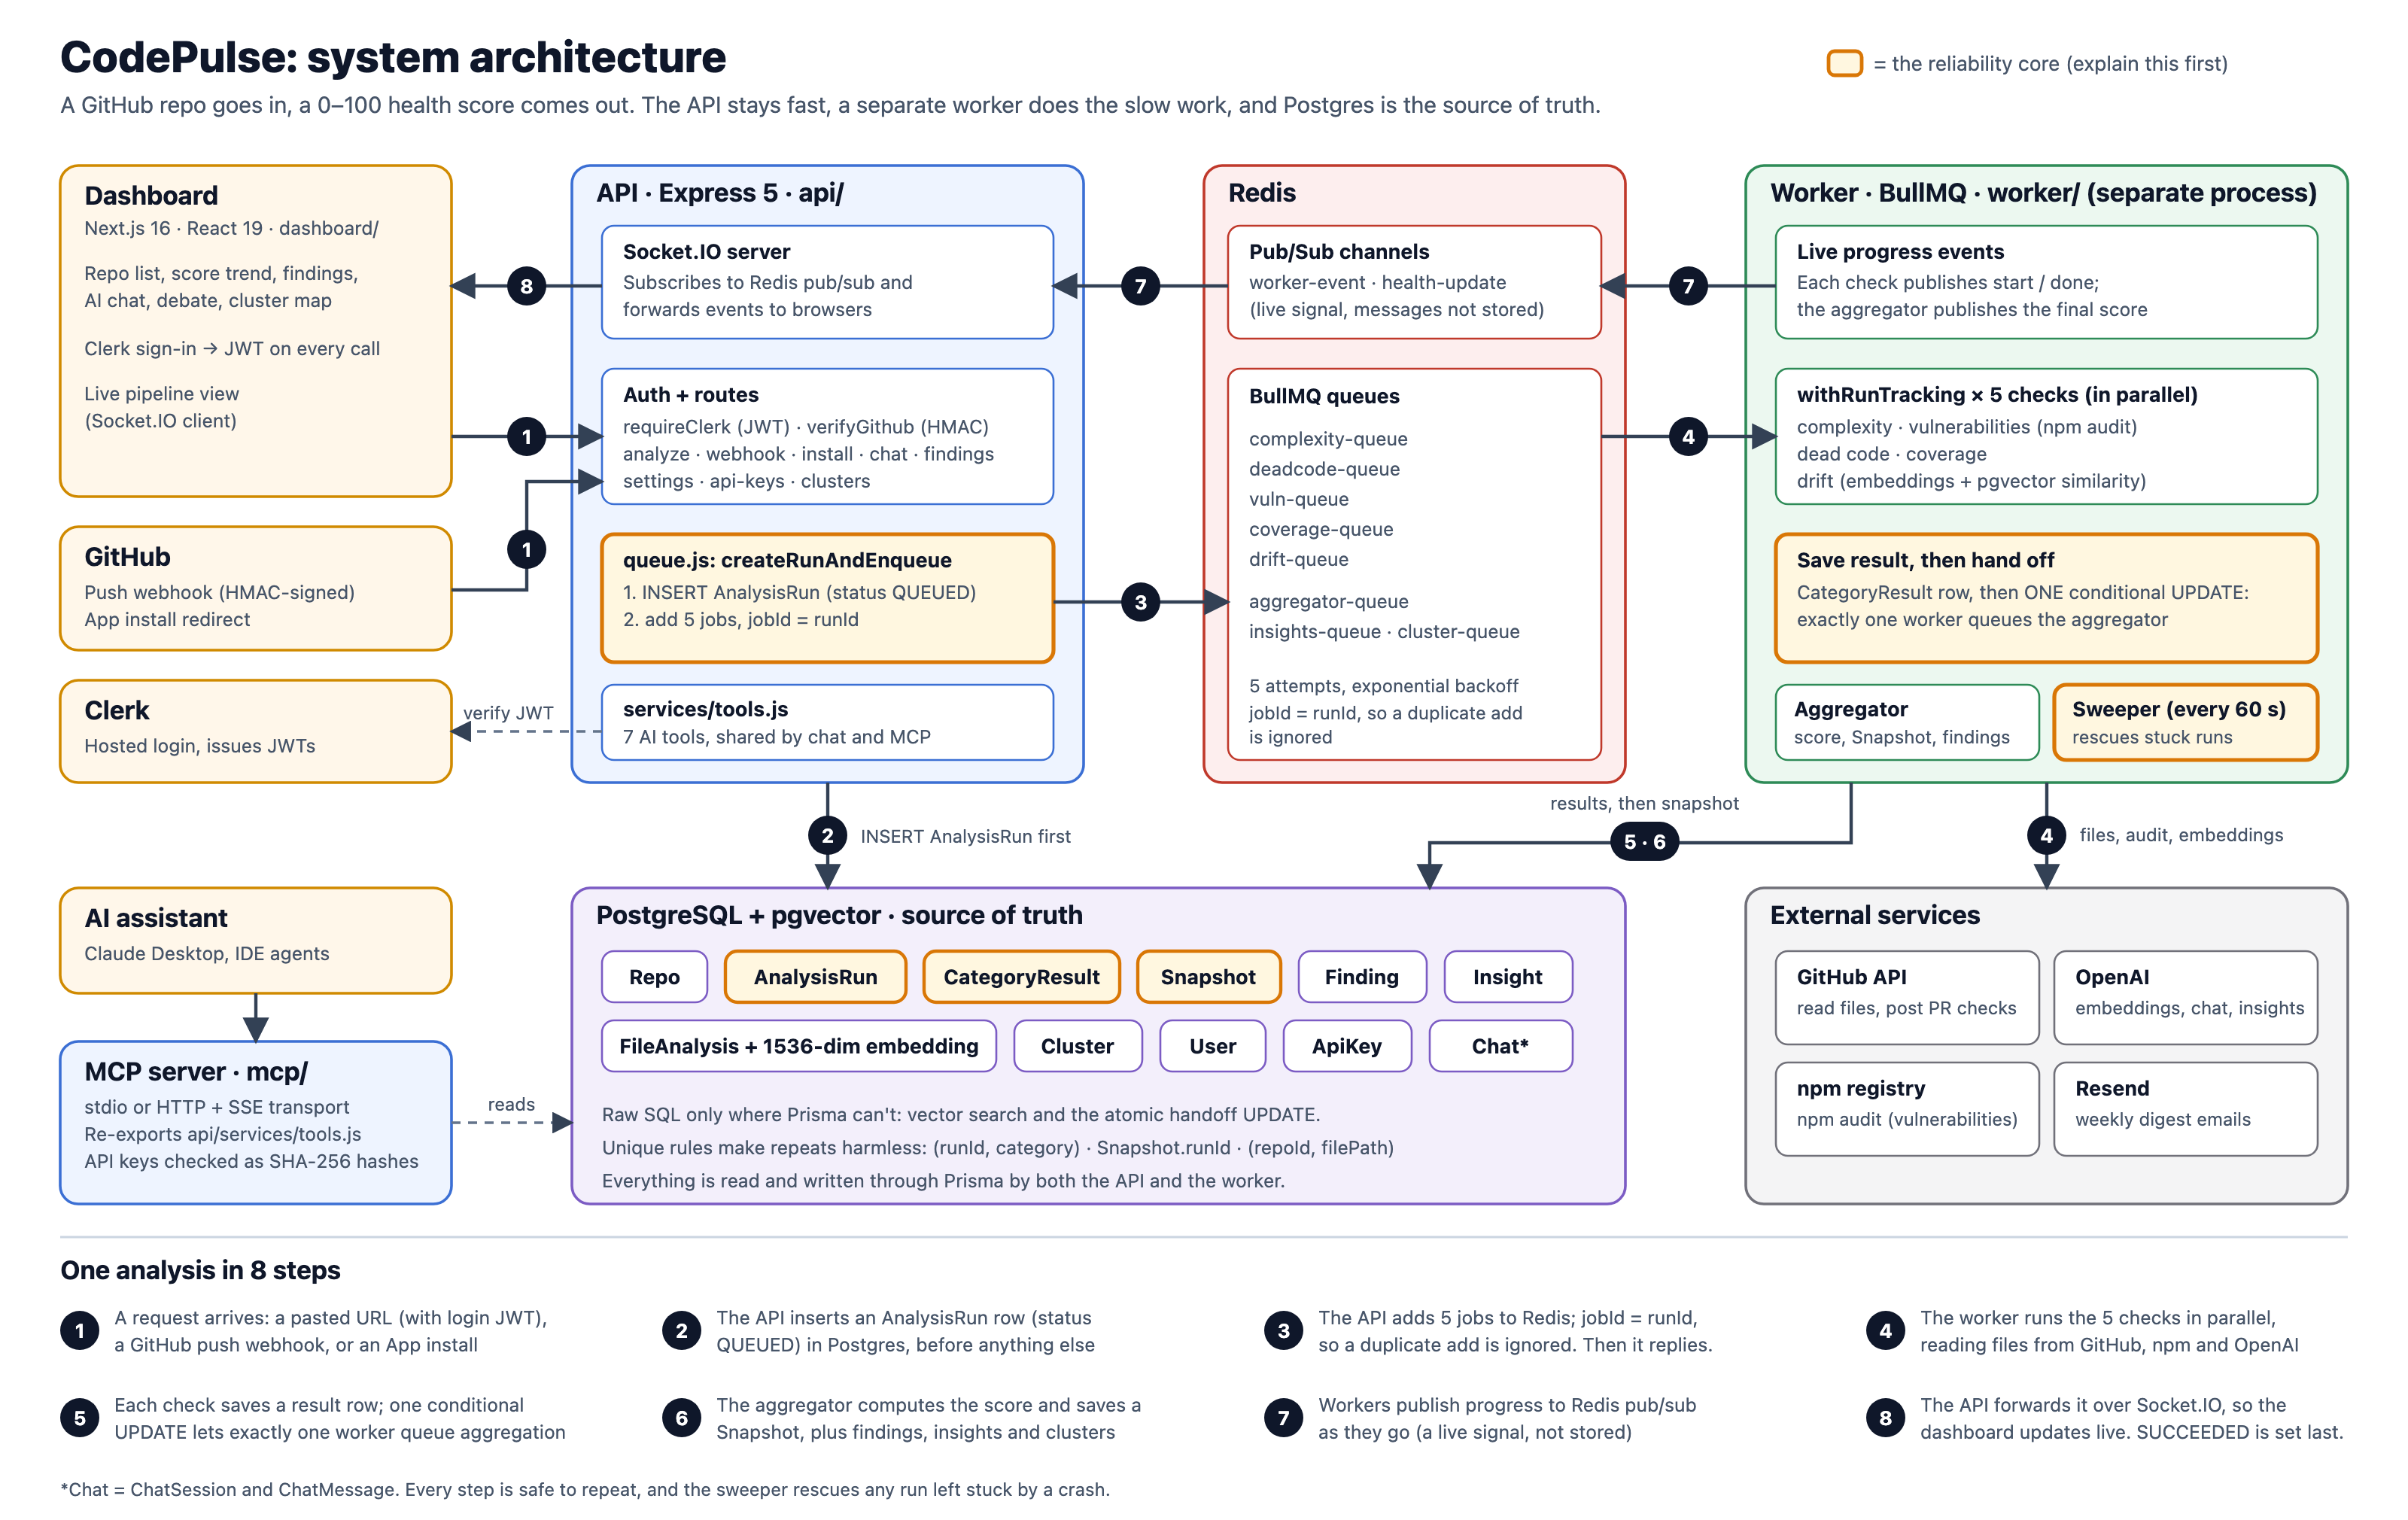 CodePulse: system architecture
= the reliability core (explain this first)
A GitHub repo goes in, a 0–100 health score comes out. The API stays fast, a separate worker does the slow work, and Postgres is the source of truth.
Dashboard
Next.js 16 · React 19 · dashboard/
Repo list, score trend, findings,
AI chat, debate, cluster map
Clerk sign-in → JWT on every call
Live pipeline view
(Socket.IO client)
GitHub
Push webhook (HMAC-signed)
App install redirect
Clerk
Hosted login, issues JWTs
8
1
1
verify JWT
API · Express 5 · api/
Socket.IO server
Subscribes to Redis pub/sub and
forwards events to browsers
Auth + routes
requireClerk (JWT) · verifyGithub (HMAC)
analyze · webhook · install · chat · findings
settings · api-keys · clusters
queue.js: createRunAndEnqueue
1. INSERT AnalysisRun (status QUEUED)
2. add 5 jobs, jobId = runId
services/tools.js
7 AI tools, shared by chat and MCP
7
3
Redis
Pub/Sub channels
worker-event · health-update
(live signal, messages not stored)
BullMQ queues
complexity-queue
deadcode-queue
vuln-queue
coverage-queue
drift-queue
aggregator-queue
insights-queue · cluster-queue
5 attempts, exponential backoff
jobId = runId, so a duplicate add
is ignored
7
4
Worker · BullMQ · worker/ (separate process)
Live progress events
Each check publishes start / done;
the aggregator publishes the final score
withRunTracking × 5 checks (in parallel)
complexity · vulnerabilities (npm audit)
dead code · coverage
drift (embeddings + pgvector similarity)
Save result, then hand off
CategoryResult row, then ONE conditional UPDATE:
exactly one worker queues the aggregator
Aggregator
score, Snapshot, findings
Sweeper (every 60 s)
rescues stuck runs
2
INSERT AnalysisRun first
results, then snapshot
5 · 6
4
files, audit, embeddings
AI assistant
Claude Desktop, IDE agents
MCP server · mcp/
stdio or HTTP + SSE transport
Re-exports api/services/tools.js
API keys checked as SHA-256 hashes
reads
PostgreSQL + pgvector · source of truth
Repo
AnalysisRun
CategoryResult
Snapshot
Finding
Insight
FileAnalysis + 1536-dim embedding
Cluster
User
ApiKey
Chat*
Raw SQL only where Prisma can't: vector search and the atomic handoff UPDATE.
Unique rules make repeats harmless: (runId, category) · Snapshot.runId · (repoId, filePath)
Everything is read and written through Prisma by both the API and the worker.
External services
GitHub API
read files, post PR checks
OpenAI
embeddings, chat, insights
npm registry
npm audit (vulnerabilities)
Resend
weekly digest emails
One analysis in 8 steps
1
A request arrives: a pasted URL (with login JWT),
a GitHub push webhook, or an App install
2
The API inserts an AnalysisRun row (status
QUEUED) in Postgres, before anything else
3
The API adds 5 jobs to Redis; jobId = runId,
so a duplicate add is ignored. Then it replies.
4
The worker runs the 5 checks in parallel,
reading files from GitHub, npm and OpenAI
5
Each check saves a result row; one conditional
UPDATE lets exactly one worker queue aggregation
6
The aggregator computes the score and saves a
Snapshot, plus findings, insights and clusters
7
Workers publish progress to Redis pub/sub
as they go (a live signal, not stored)
8
The API forwards it over Socket.IO, so the
dashboard updates live. SUCCEEDED is set last.
*Chat = ChatSession and ChatMessage. Every step is safe to repeat, and the sweeper rescues any run left stuck by a crash.